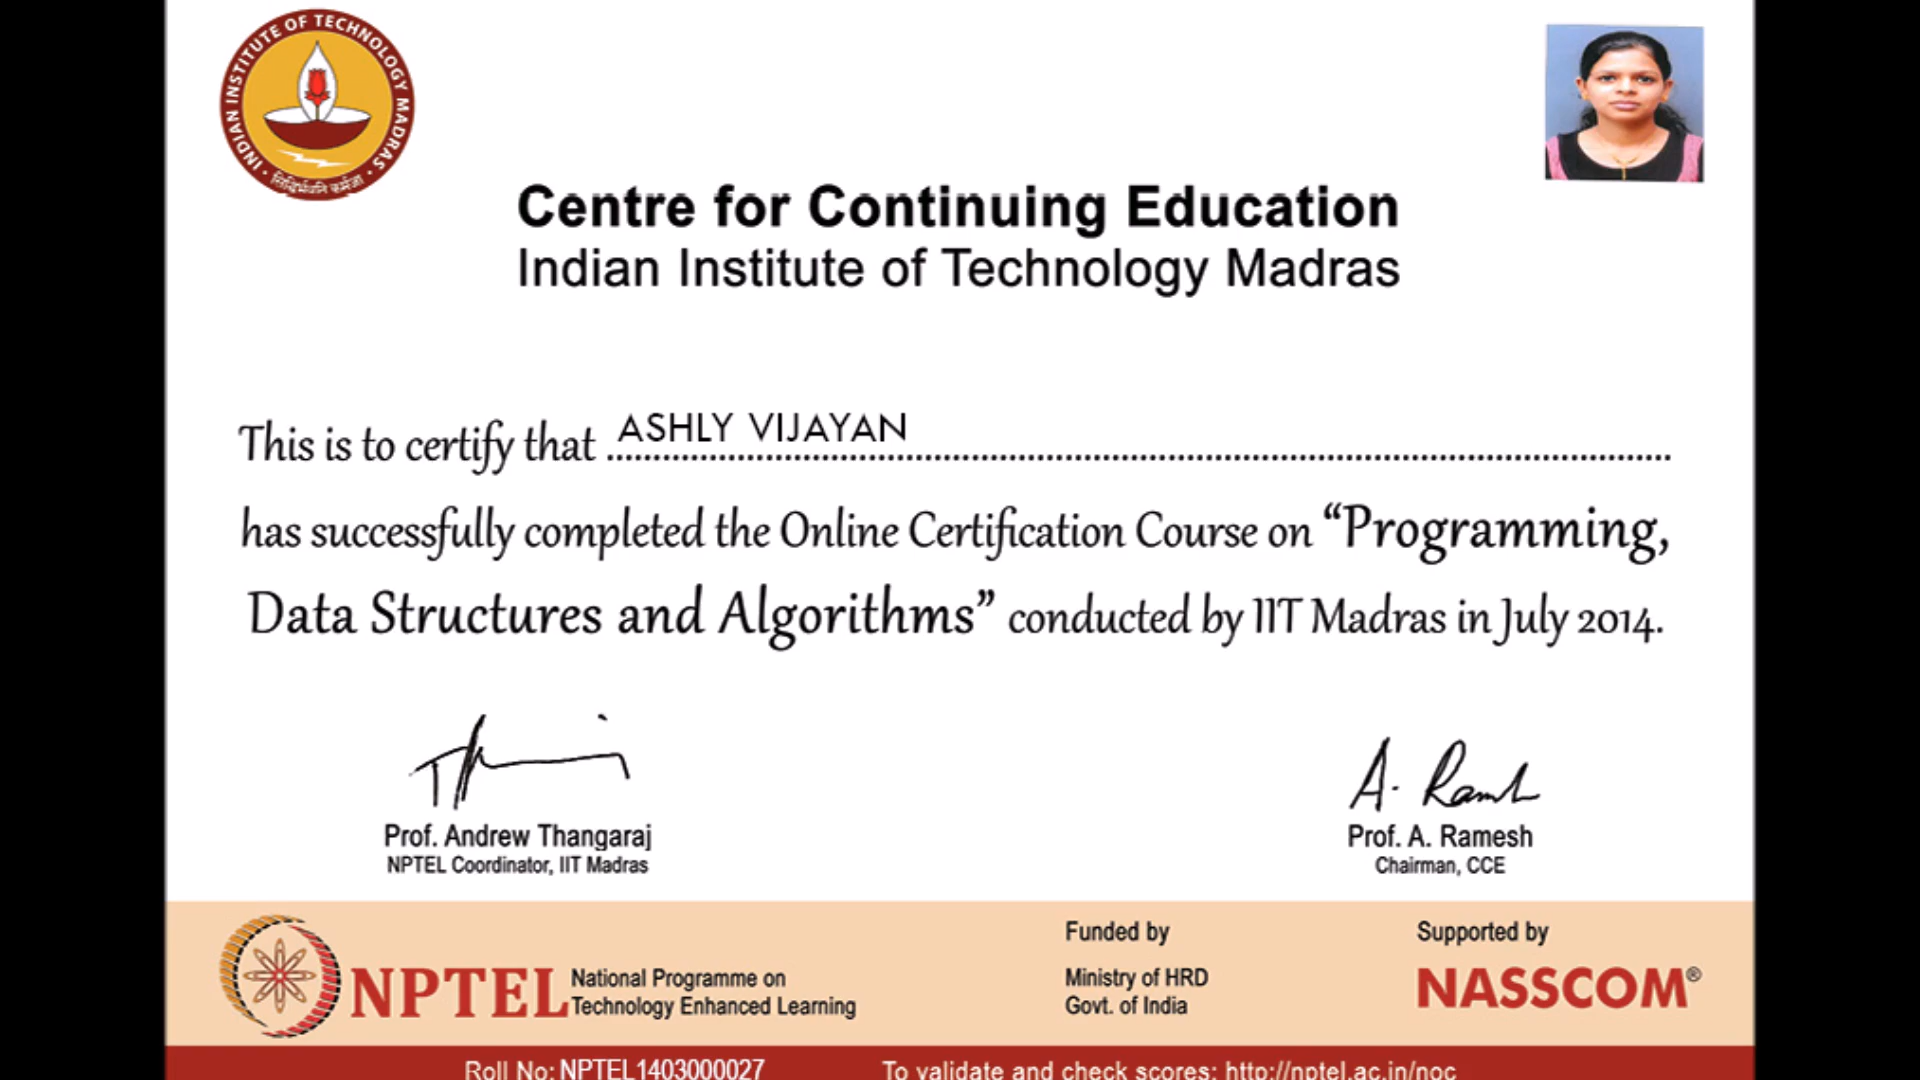 INDIAN INSTITUTE OF TECHNOLOGY MADRAS
Centre for Continuing Education
Indian Institute of Technology Madras
This is to certify that ASHLY VIJAYAN
has successfully completed the Online Certification Course on “Programming,
Data Structures and Algorithms” conducted by IIT Madras in July 2014.
A. Ramesh
Prof. Andrew Thangaraj
NPTEL Coordinator, IIT Madras
Prof. A. Ramesh
Chairman, CCE
NPTEL
National Programme on
Technology Enhanced Learning
Funded by
Ministry of HRD
Govt. of India
Supported by
NASSCOM®
Roll No: NPTEL1403000027 To validate and check scores: http://nptel.ac.in/noc